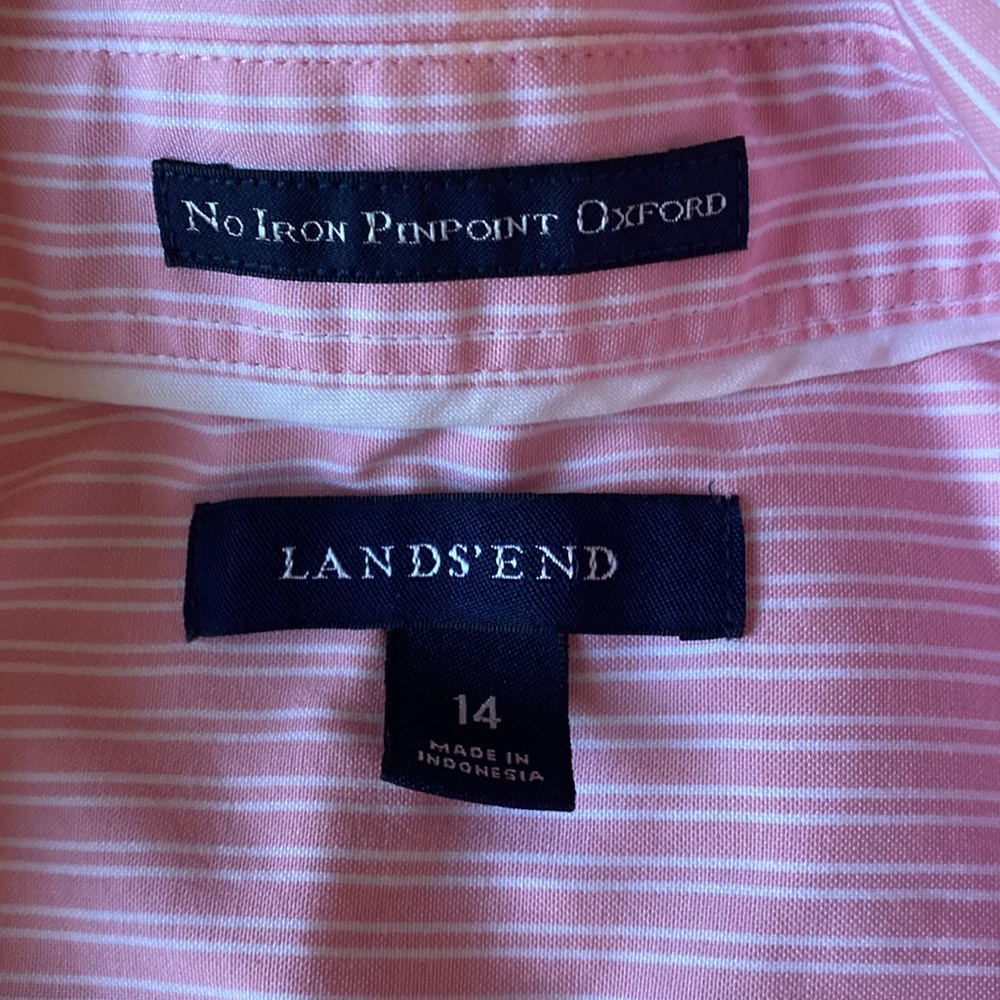 No Iron Pinpoint Oxford
LANDS'END
14
MADE IN
INDONESIA